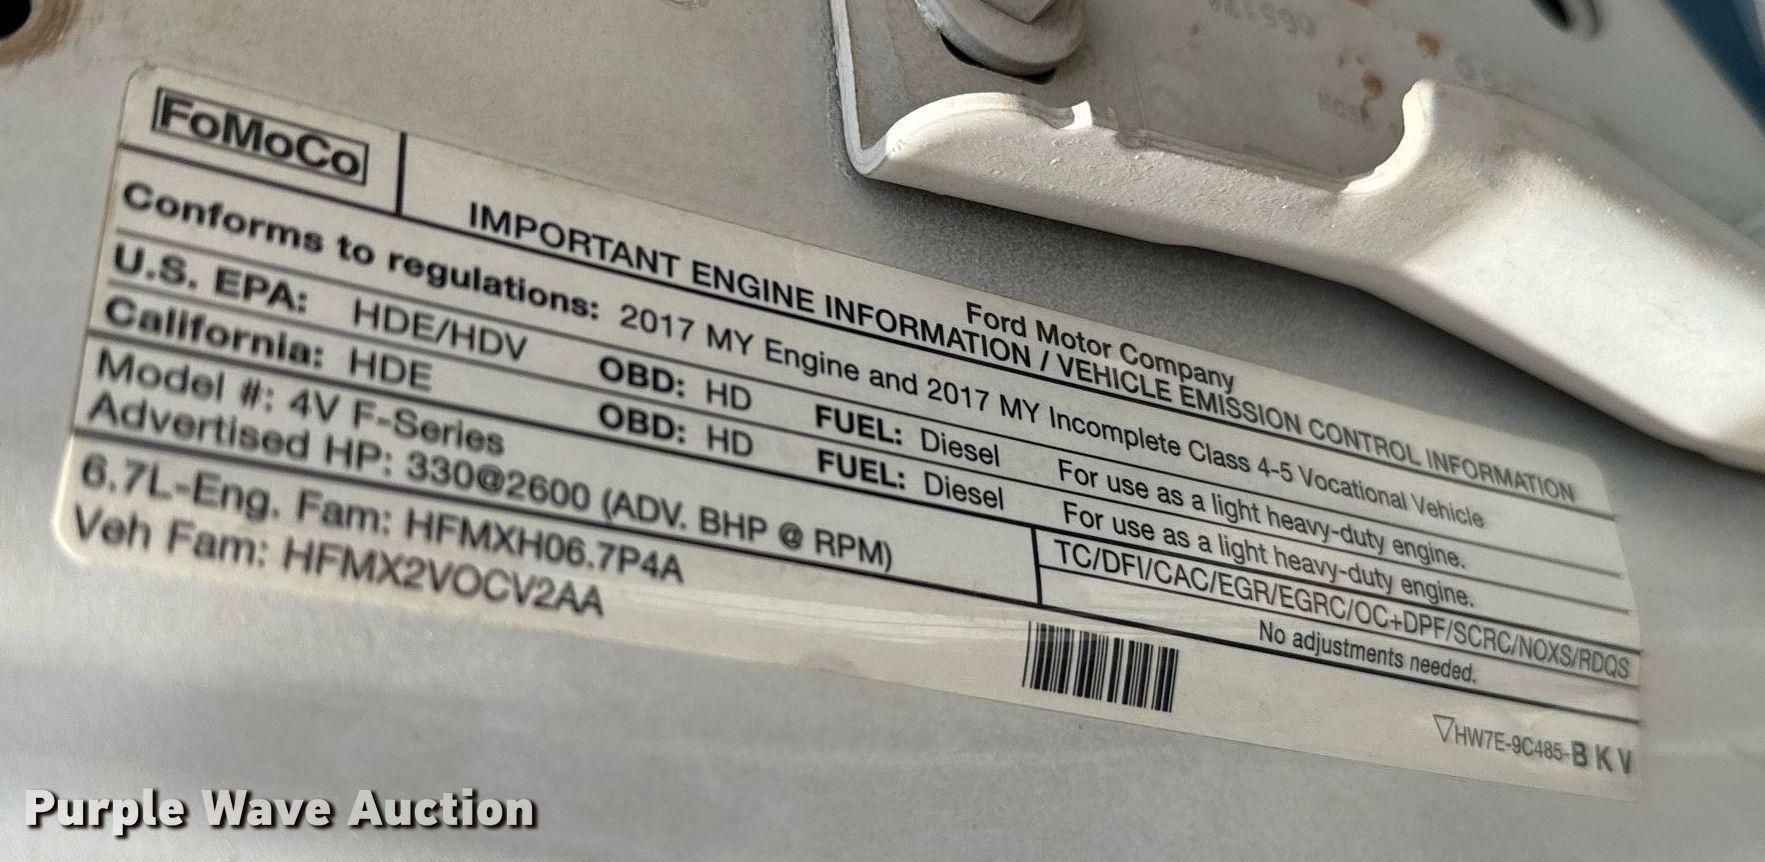 FoMoCo
Ford Motor Company
IMPORTANT ENGINE INFORMATION / VEHICLE EMISSION CONTROL INFORMATION
Conforms to regulations: 2017 MY Engine and 2017 MY Incomplete Class 4-5 Vocational Vehicle
U.S. EPA: HDE/HDV OBD: HD FUEL: Diesel For use as a light heavy-duty engine.
California: HDE OBD: HD FUEL: Diesel For use as a light heavy-duty engine.
Model #: 4V F-Series
TC/DFI/CAC/EGR/EGRC/OC+DPF/SCRC/NOXS/RDQS
Advertised HP: 330@2600 (ADV. BHP @ RPM)
No adjustments needed.
6.7L-Eng. Fam: HFMXH06.7P4A
Veh Fam: HFMX2VOCV2AA
HW7E-9C485-BKV
Purple Wave Auction